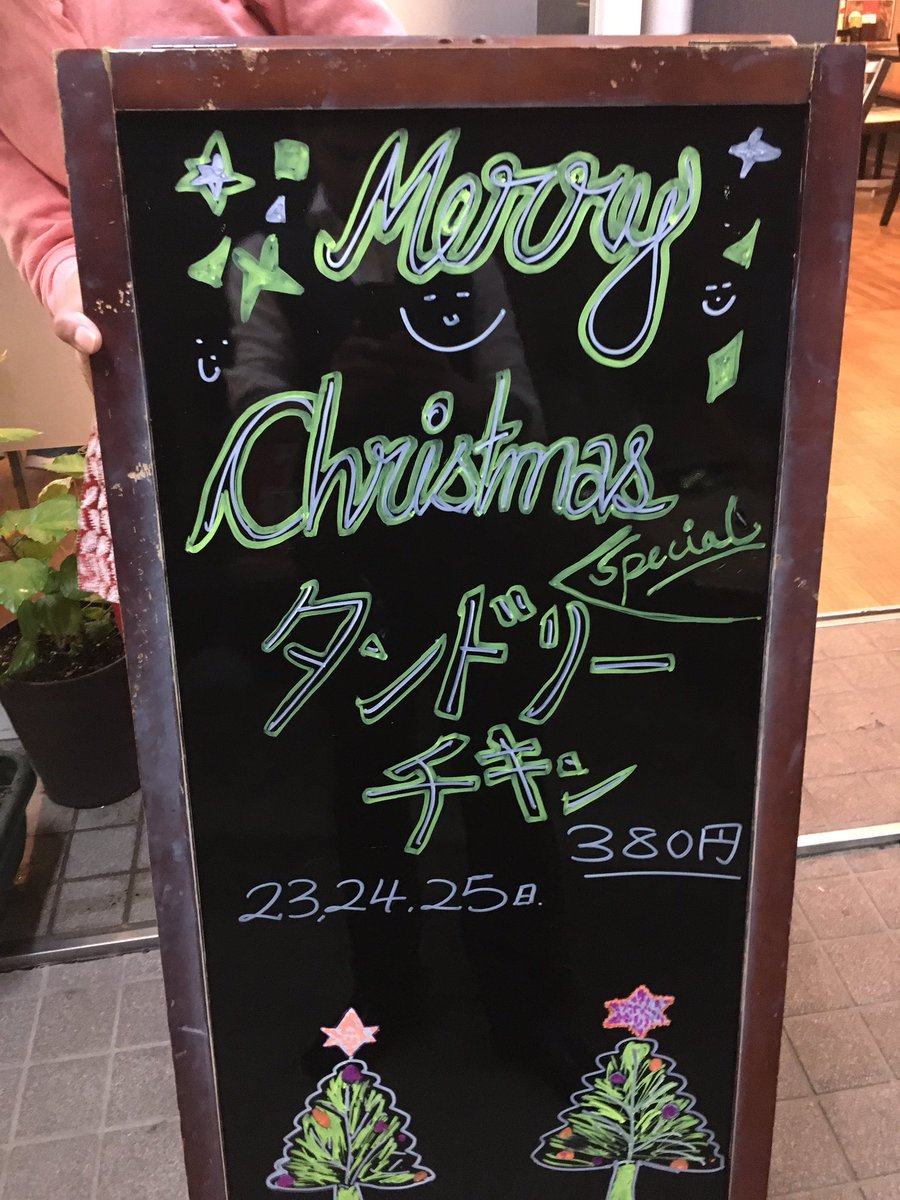 Merry
Christmas
Special
タンドリー
チキン
380円
23,24.25日.